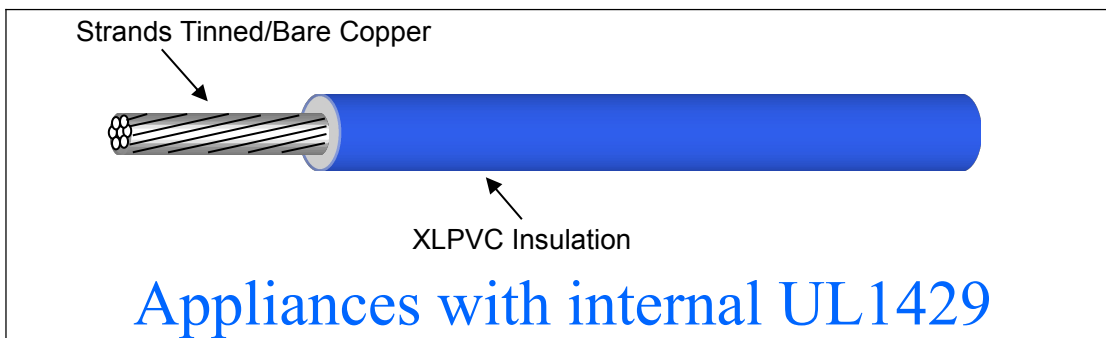 Strands Tinned/Bare Copper
XLPVC Insulation
Appliances with internal UL1429